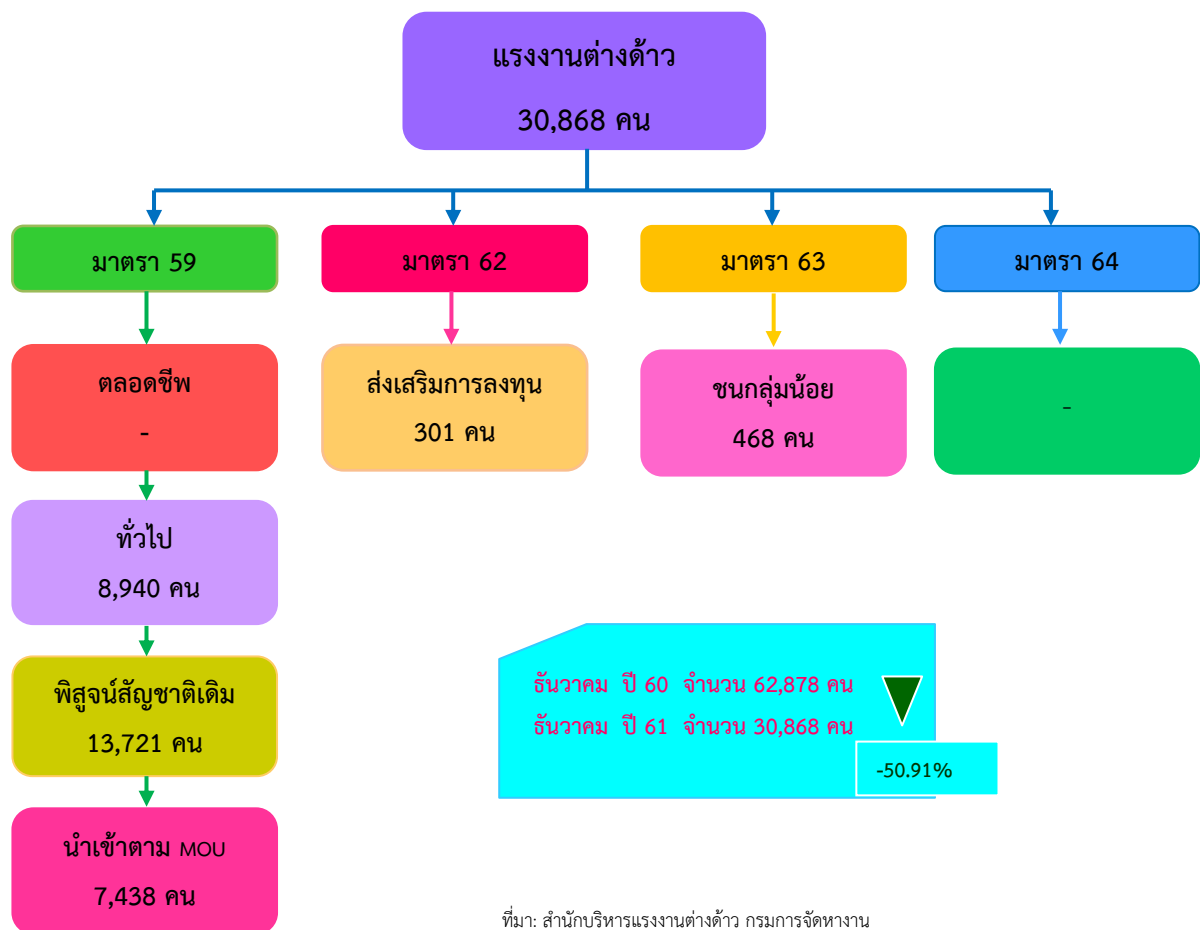 แรงงานต่างด้าว
30,868 คน
มาตรา 59
มาตรา 62
มาตรา 63
มาตรา 64
ตลอดชีพ
-
ส่งเสริมการลงทุน
301 คน
ชนกลุ่มน้อย
468 คน
-
ทั่วไป
8,940 คน
พิสูจน์สัญชาติเดิม
13,721 คน
นำเข้าตาม MOU
7,438 คน
ธันวาคม ปี 60 จำนวน 62,878 คน
ธันวาคม ปี 61 จำนวน 30,868 คน
-50.91%
ที่มา: สำนักบริหารแรงงานต่างด้าว กรมการจัดหางาน